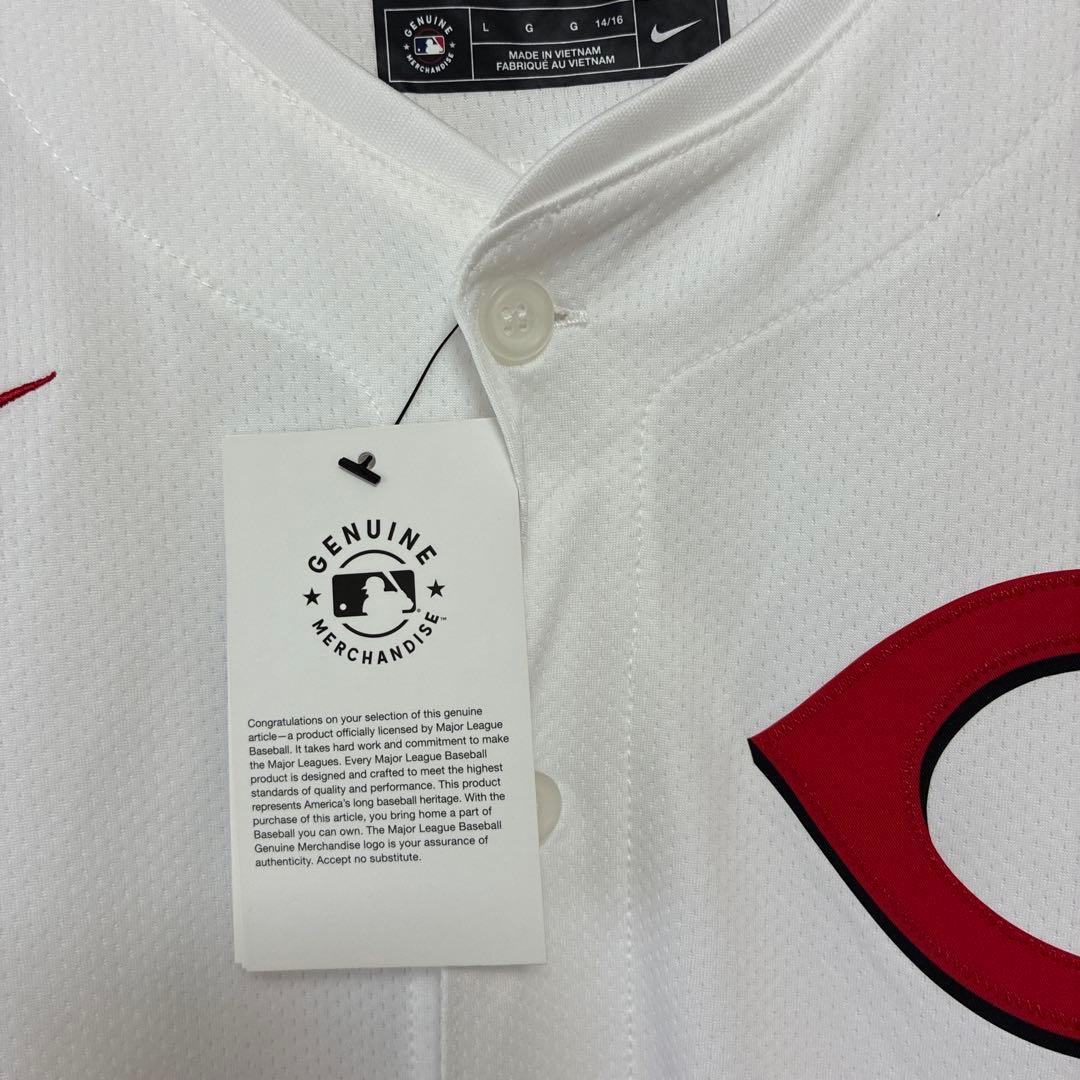 GENUINE
MERCHANDISE
L G G 14/16
MADE IN VIETNAM
FABRIQUÉ AU VIETNAM
GENUINE
MERCHANDISE™
Congratulations on your selection of this genuine
article—a product officially licensed by Major League
Baseball. It takes hard work and commitment to make
the Major Leagues. Every Major League Baseball
product is designed and crafted to meet the highest
standards of quality and performance. This product
represents America's long baseball heritage. With the
purchase of this article, you bring home a part of
Baseball you can own. The Major League Baseball
Genuine Merchandise logo is your assurance of
authenticity. Accept no substitute.
C